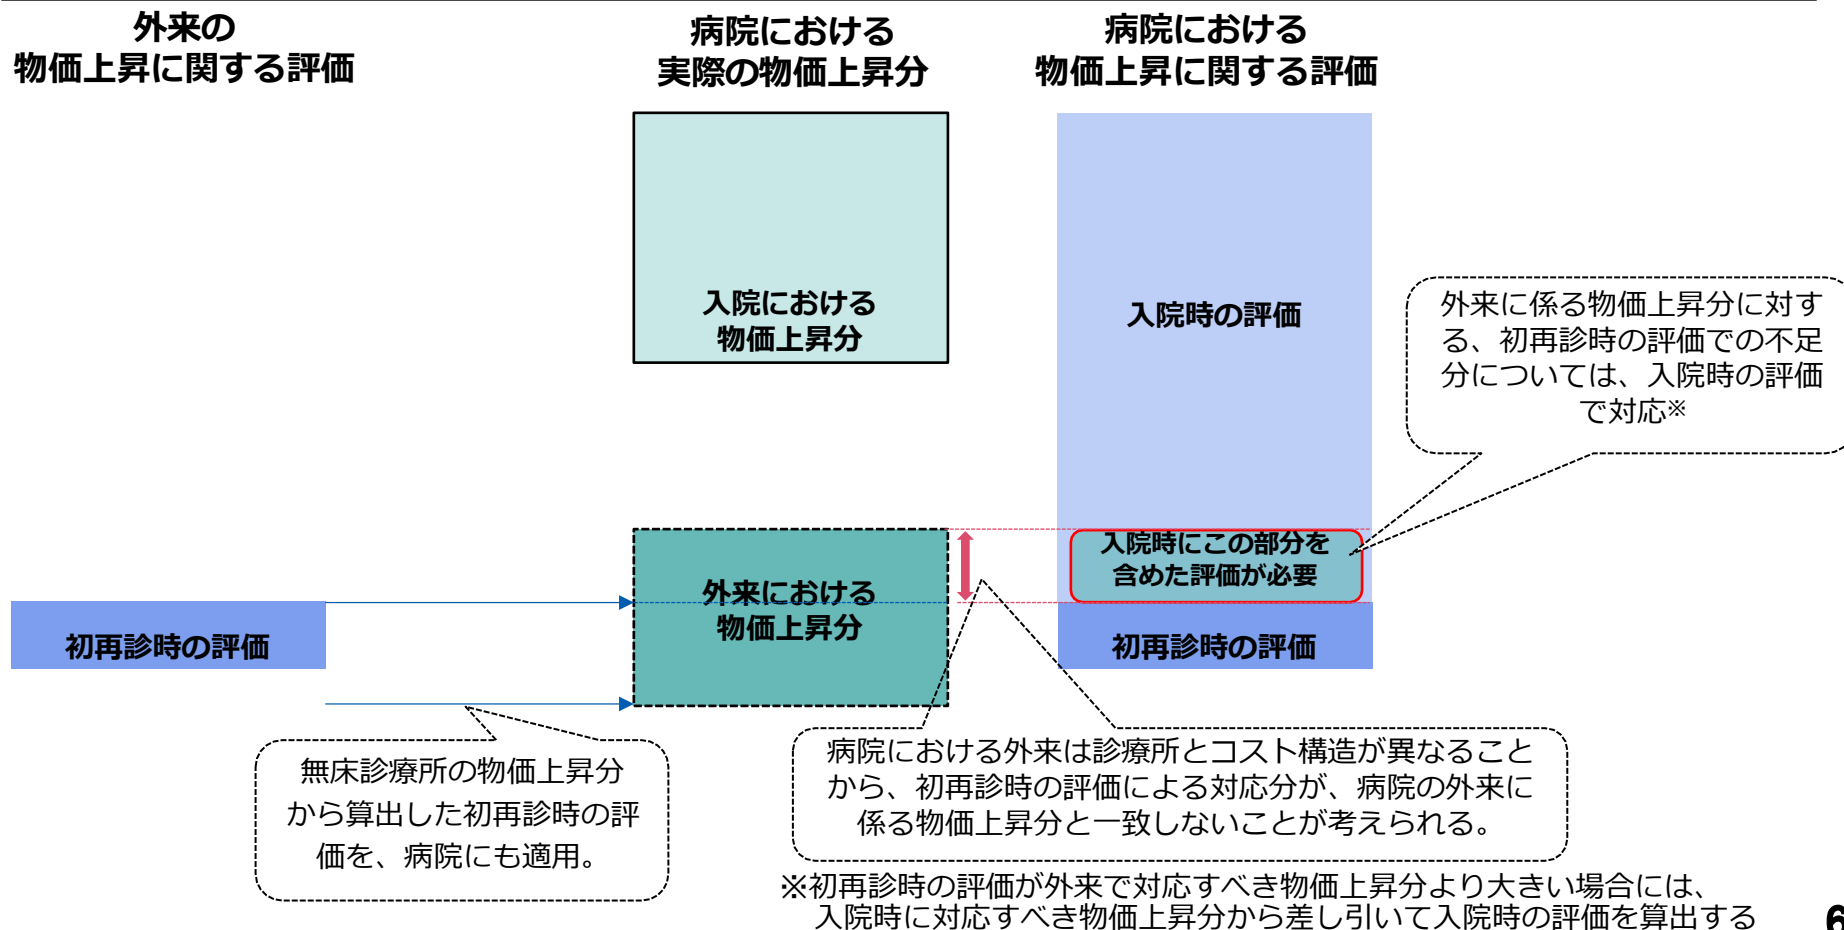 外来の
物価上昇に関する評価
病院における
実際の物価上昇分
病院における
物価上昇に関する評価
入院における
物価上昇分
入院時の評価
外来に係る物価上昇分に対す
る、初再診時の評価での不足
分については、入院時の評価
で対応※
入院時にこの部分を
含めた評価が必要
外来における
物価上昇分
初再診時の評価
初再診時の評価
無床診療所の物価上昇分
から算出した初再診時の評
価を、病院にも適用。
病院における外来は診療所とコスト構造が異なること
から、初再診時の評価による対応分が、病院の外来に
係る物価上昇分と一致しないことが考えられる。
※初再診時の評価が外来で対応すべき物価上昇分より大きい場合には、
入院時に対応すべき物価上昇分から差し引いて入院時の評価を算出する
6